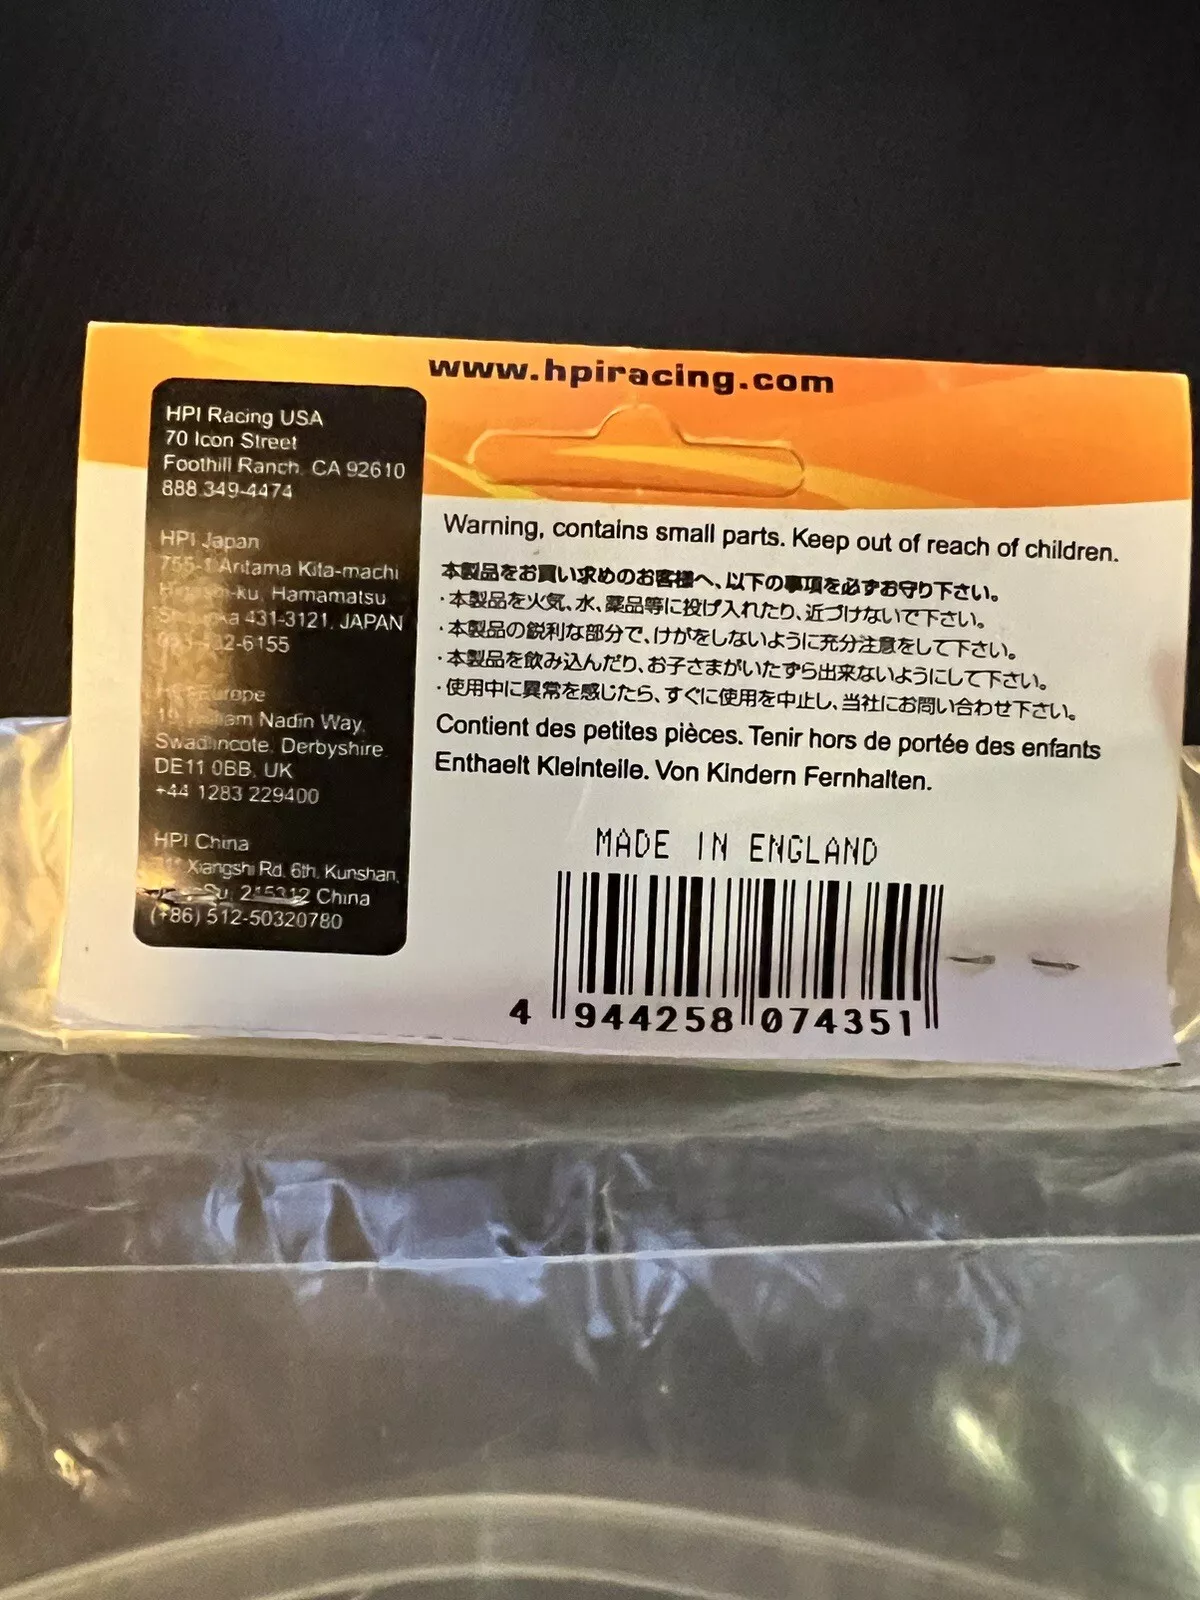 www.hpiracing.com
HPI Racing USA
70 Icon Street
Foothill Ranch, CA 92610
888.349-4474
HPI Japan
755-1 Aritama Kita-machi
-ku, Hamamatsu
431-3121, JAPAN
2-6155
Europe
19 Nadin Way,
Swadlincote, Derbyshire
DE11 0BB, UK
+44 1283 229400
HPI China
Xiangshi Rd. 6th. Kunshan,
215312 China
(+86) 512-50320780
Warning, contains small parts. Keep out of reach of children.
本製品をお買い求めのお客様へ、以下の事項を必ずお守り下さい。
・本製品を火気、水、薬品等に投げ入れたり、近づけないで下さい。
・本製品の鋭利な部分で、けがをしないように充分注意をして下さい。
・本製品を飲み込んだり、お子さまがいたずら出来ないようにして下さい。
・使用中に異常を感じたら、すぐに使用を中止し、当社にお問い合わせ下さい。
Contient des petites pièces. Tenir hors de portée des enfants
Enthaelt Kleinteile. Von Kindern Fernhalten.
MADE IN ENGLAND
4 944258 074351